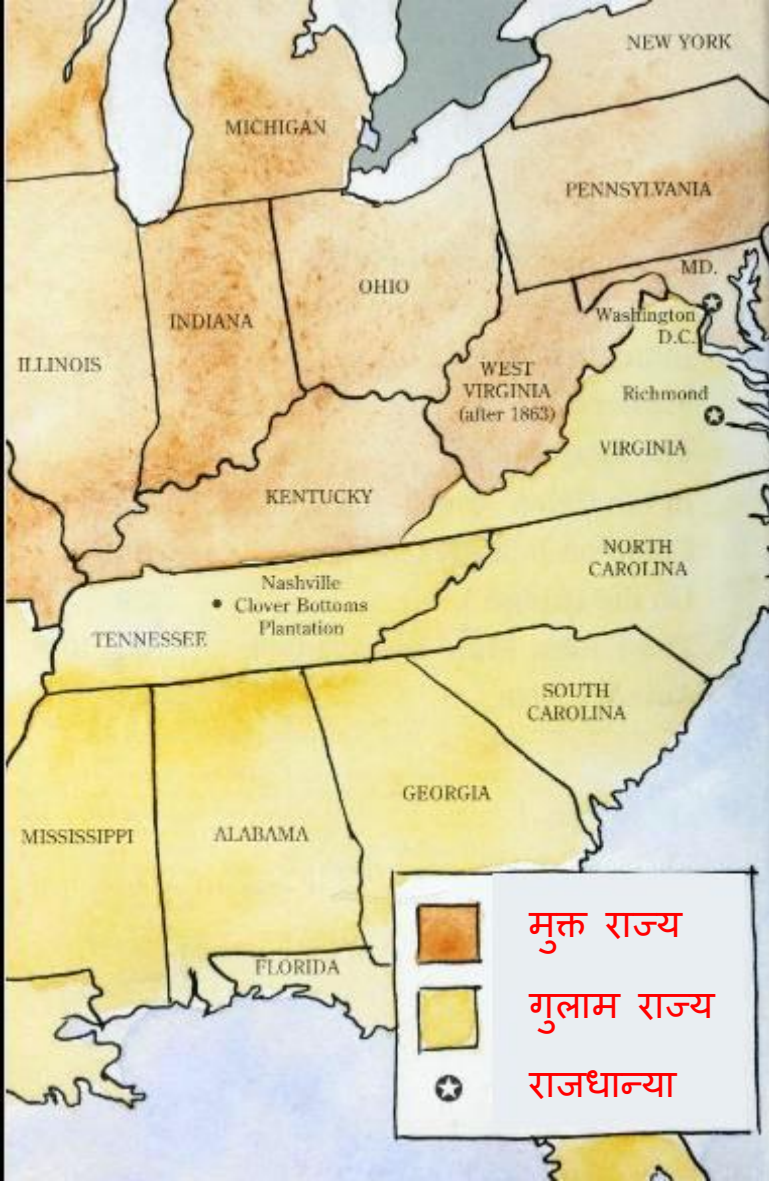 NEW YORK
MICHIGAN
PENNSYLVANIA
MD.
OHIO
INDIANA
Washington
D.C.
ILLINOIS
WEST
VIRGINIA
(after 1863)
Richmond
VIRGINIA
KENTUCKY
NORTH
CAROLINA
Nashville
Clover Bottoms
Plantation
TENNESSEE
SOUTH
CAROLINA
GEORGIA
MISSISSIPPI
ALABAMA
FLORIDA
मुक्त राज्य
गुलाम राज्य
राजधान्या